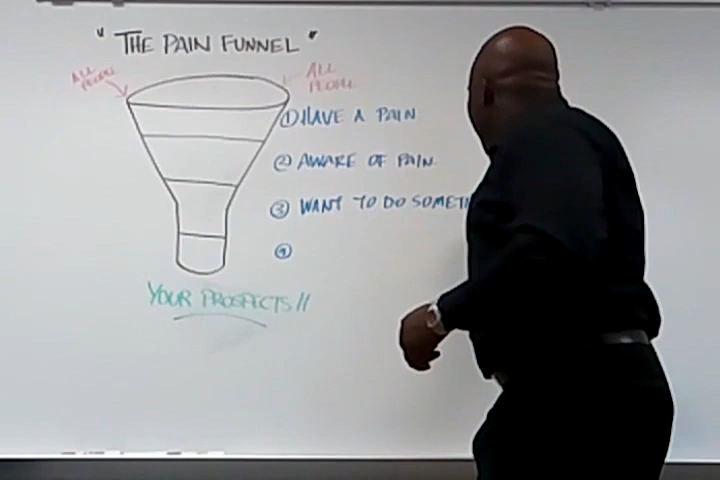 " THE PAIN FUNNEL "
ALL PEOPLE
ALL PEOPLE
① HAVE A PAIN
② AWARE OF PAIN
③ WANT TO DO SOMETH
④
YOUR PROSPECTS!!